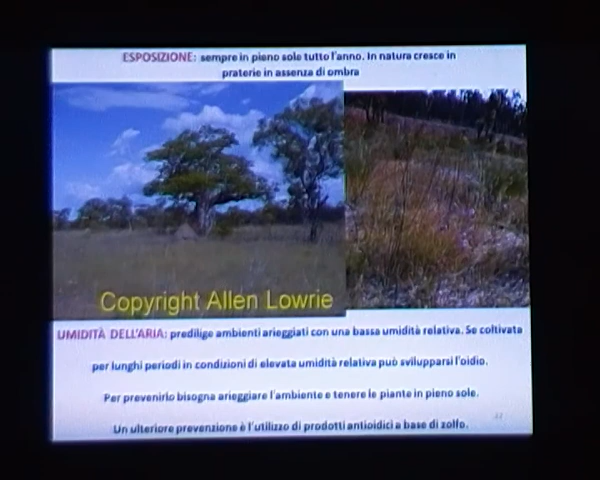 ESPOSIZIONE: sempre in pieno sole tutto l'anno. In natura cresce in
praterie in assenza di ombra
Copyright Allen Lowrie
UMIDITÀ DELL'ARIA: predilige ambienti arieggiati con una bassa umidità relativa. Se coltivata
per lunghi periodi in condizioni di elevata umidità relativa può svilupparsi l'oidio.
Per prevenirlo bisogna arieggiare l'ambiente e tenere le piante in pieno sole.
Un ulteriore prevenzione è l'utilizzo di prodotti antioidici a base di zolfo.